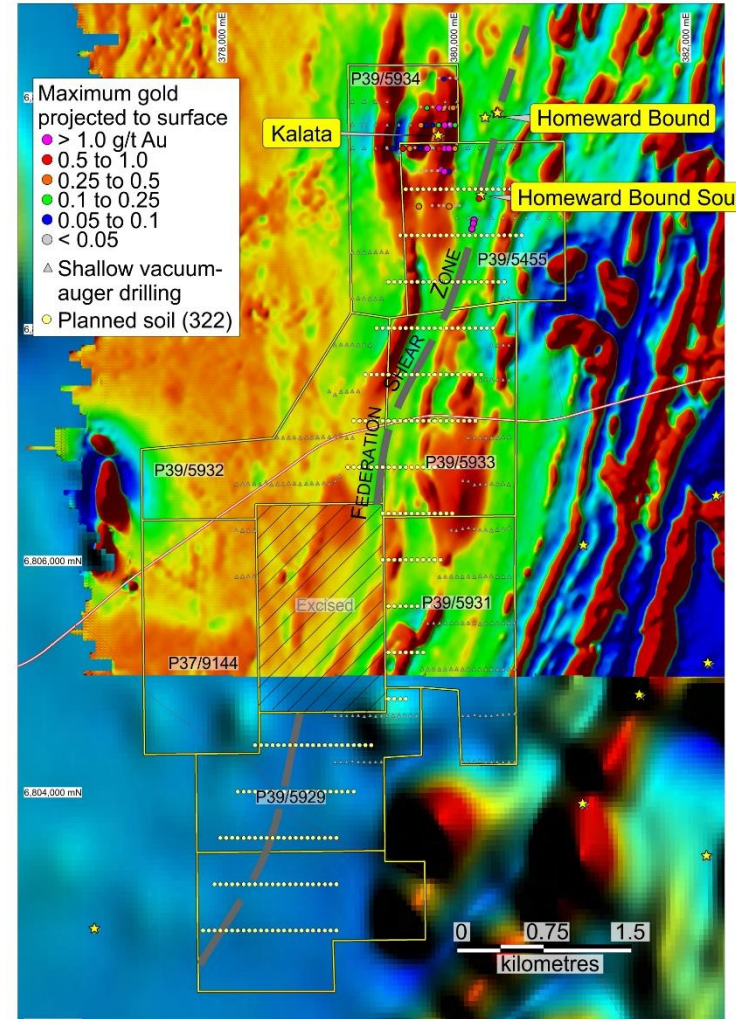 378,000 mE
380,000 mE
382,000 mE
Maximum gold
projected to surface
> 1.0 g/t Au
0.5 to 1.0
0.25 to 0.5
0.1 to 0.25
0.05 to 0.1
< 0.05
Shallow vacuum-
auger drilling
Planned soil (322)
P39/5934
Kalata
Homeward Bound
Homeward Bound Sou
P39/5455
FEDERATION SHEAR ZONE
P39/5932
P39/5933
6,806,000 mN
Excised
P39/5931
P37/9144
6,804,000 mN
P39/5929
0 0.75 1.5
kilometres